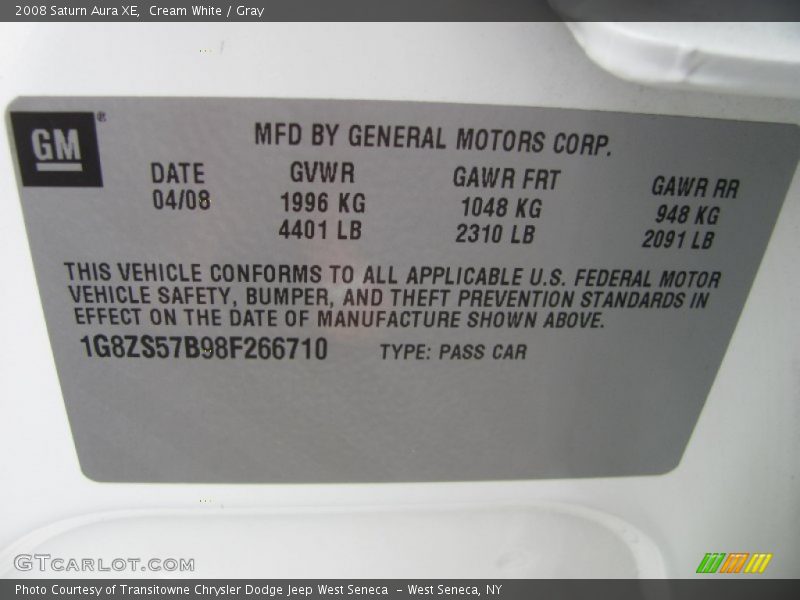 2008 Saturn Aura XE,  Cream White / Gray
GM ®
MFD BY GENERAL MOTORS CORP.
DATE GVWR GAWR FRT GAWR RR
04/08 1996 KG 1048 KG 948 KG
4401 LB 2310 LB 2091 LB
THIS VEHICLE CONFORMS TO ALL APPLICABLE U.S. FEDERAL MOTOR
VEHICLE SAFETY, BUMPER, AND THEFT PREVENTION STANDARDS IN
EFFECT ON THE DATE OF MANUFACTURE SHOWN ABOVE.
1G8ZS57B98F266710 TYPE: PASS CAR
GTCARLOT.COM
Photo Courtesy of Transitowne Chrysler Dodge Jeep West Seneca  - West Seneca, NY